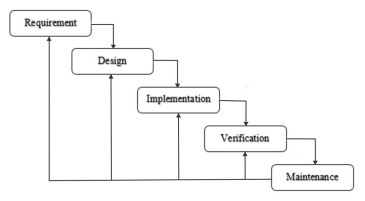 Requirement
Design
Implementation
Verification
Maintenance